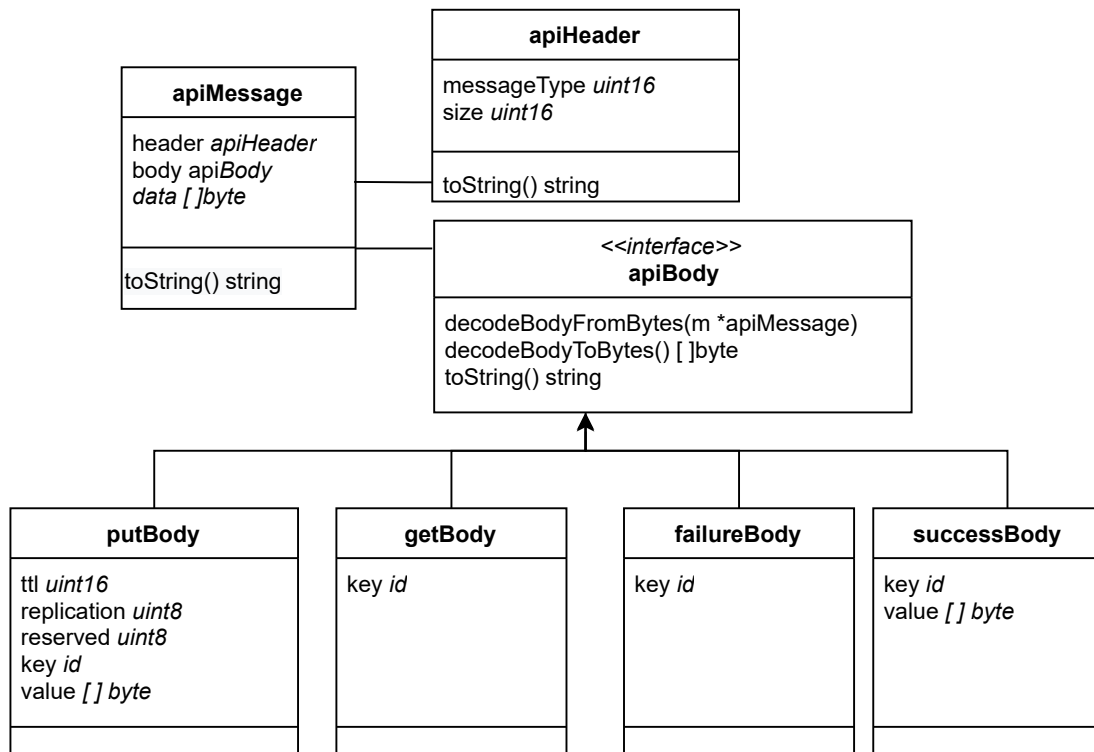 apiHeader
messageType uint16
size uint16
toString() string
apiMessage
header apiHeader
body apiBody
data [ ]byte
toString() string
<<interface>>
apiBody
decodeBodyFromBytes(m *apiMessage)
decodeBodyToBytes() [ ]byte
toString() string
putBody
ttl uint16
replication uint8
reserved uint8
key id
value [ ] byte
getBody
key id
failureBody
key id
successBody
key id
value [ ] byte